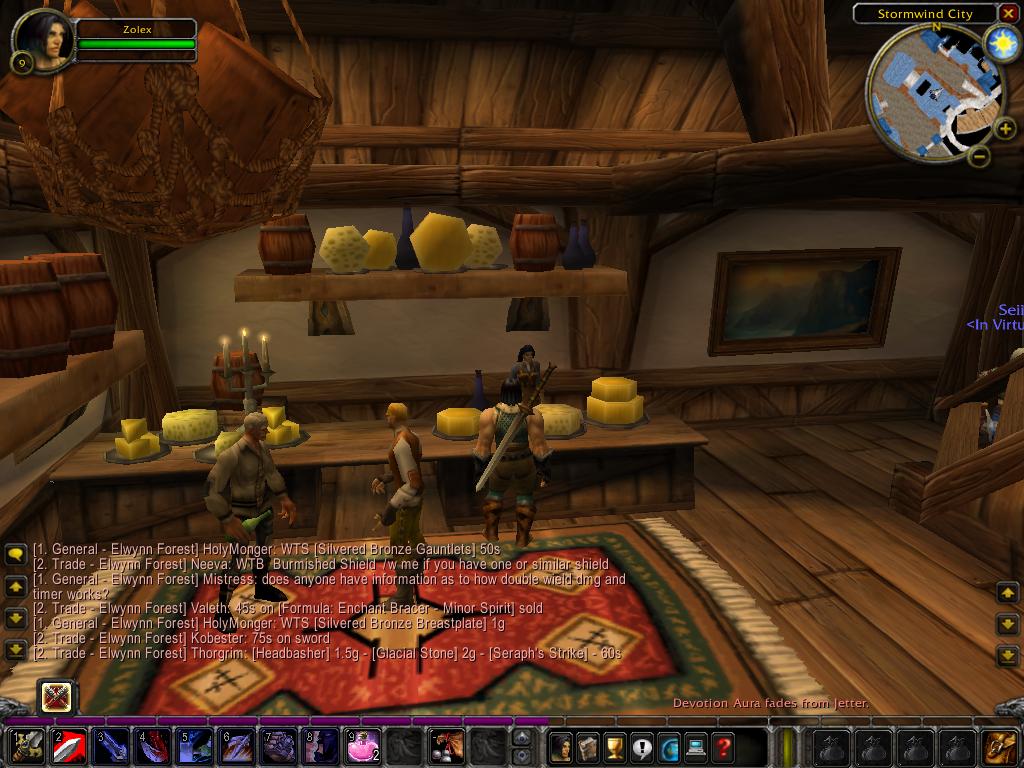 Zolex
9
Stormwind City
N
Seii
<In Virtu
[1. General - Elwynn Forest] HolyMonger: WTS [Silvered Bronze Gauntlets] 50s
[2. Trade - Elwynn Forest] Neeva: WTB Burmished Shield /w me if you have one or similar shield
[1. General - Elwynn Forest] Mistress: does anyone have information as to how double wield dmg and
timer works?
[2. Trade - Elwynn Forest] Valeth: 45s on [Formula: Enchant Bracer - Minor Spirit] sold
[1. General - Elwynn Forest] HolyMonger: WTS [Silvered Bronze Breastplate] 1g
[2. Trade - Elwynn Forest] Kobester: 75s on sword
[2. Trade - Elwynn Forest] Thorgrim: [Headbasher] 1.5g - [Glacial Stone] 2g - [Seraph's Strike] - 60s
Devotion Aura fades from Jetter.
1 2 3 4 5 6 7 8 9 2